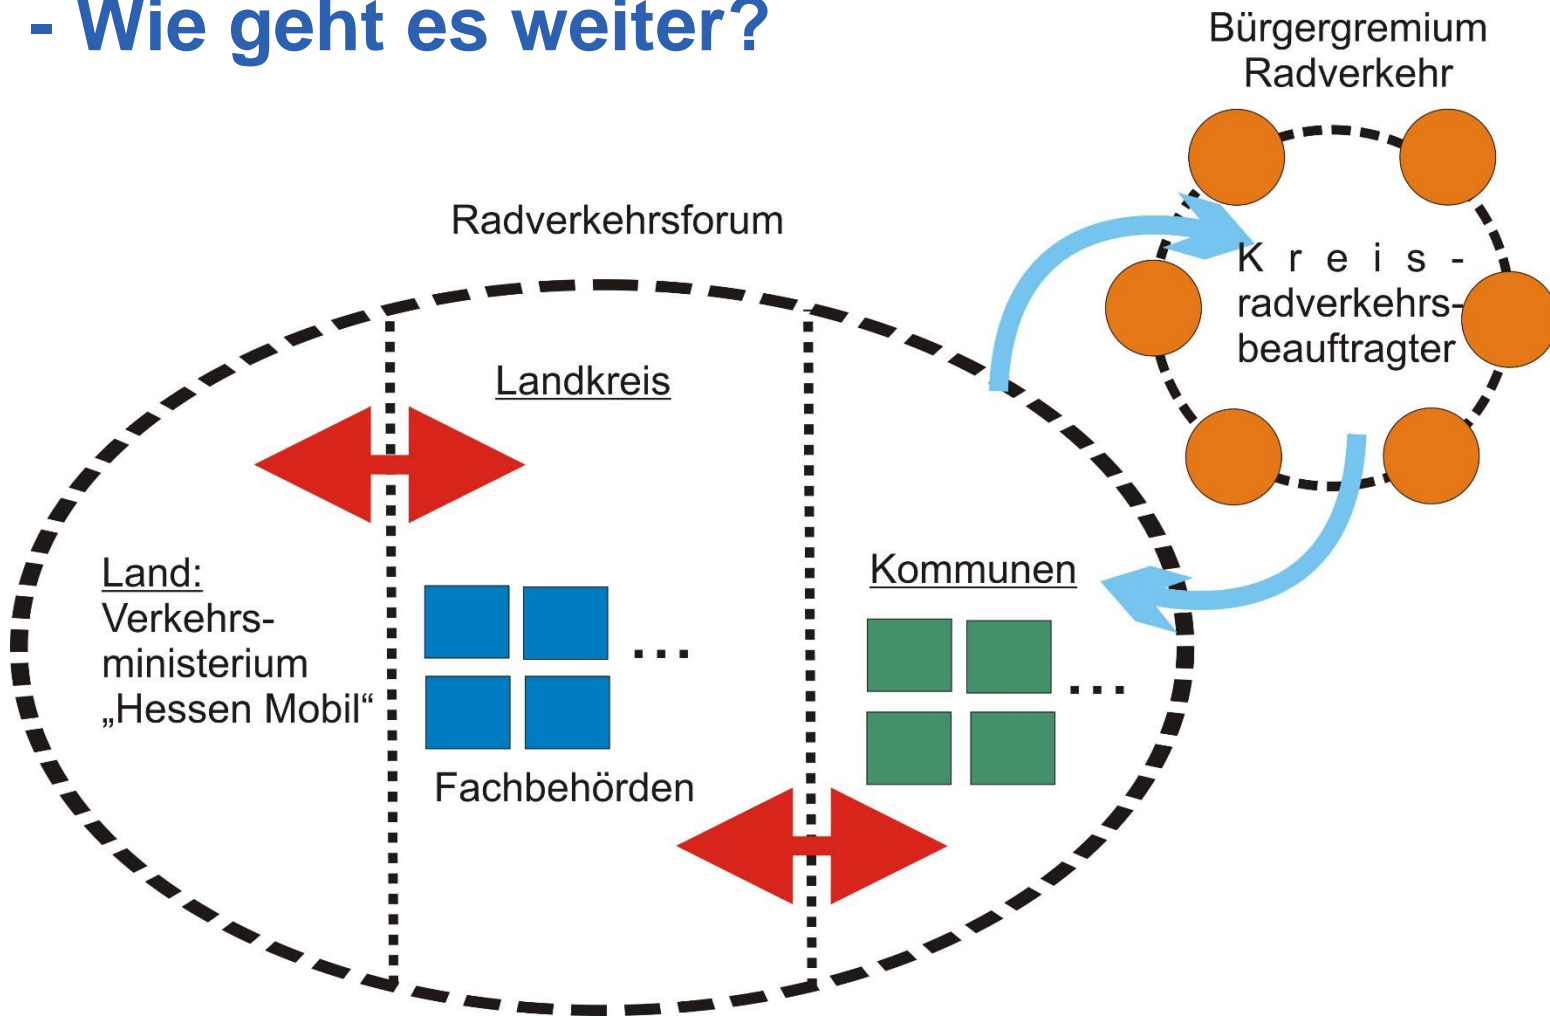 - Wie geht es weiter?
Bürgergremium
Radverkehr
Radverkehrsforum
K r e i s -
radverkehrs-
beauftragter
Landkreis
Land:
Verkehrs-
ministerium
„Hessen Mobil“
Kommunen
...
...
Fachbehörden